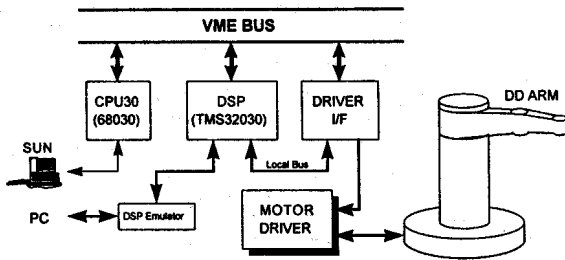 VME BUS
CPU30
(68030)
DSP
(TMS32030)
DRIVER
I/F
DD ARM
SUN
Local Bus
PC
DSP Emulator
MOTOR
DRIVER